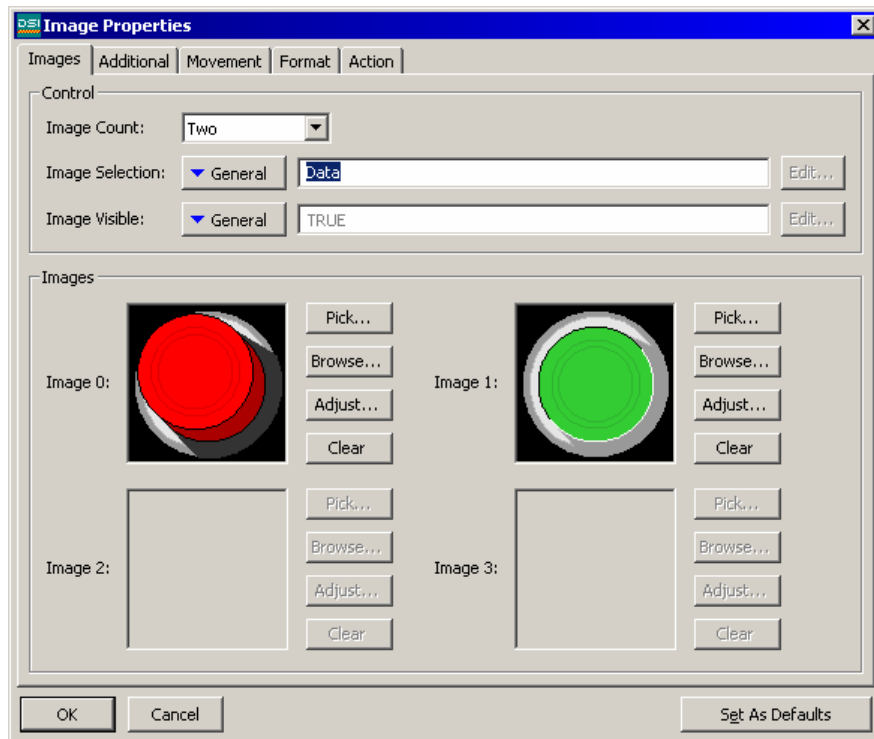 DSI Image Properties
Images Additional Movement Format Action
Control
Image Count: Two
Image Selection: General Data Edit...
Image Visible: General TRUE Edit...
Images
Image 0: Pick... Browse... Adjust... Clear
Image 1: Pick... Browse... Adjust... Clear
Image 2: Pick... Browse... Adjust... Clear
Image 3: Pick... Browse... Adjust... Clear
OK Cancel Set As Defaults